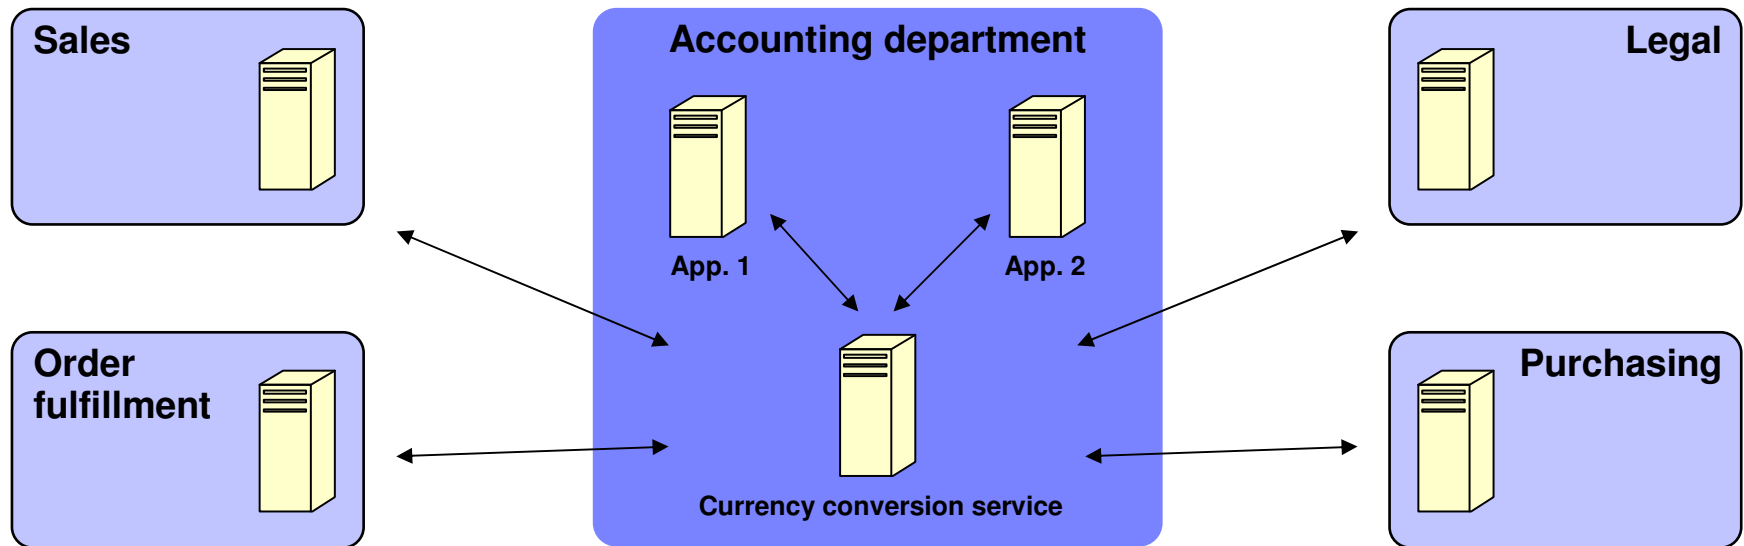 Sales
Accounting department
Legal
App. 1
App. 2
Order
fulfillment
Purchasing
Currency conversion service